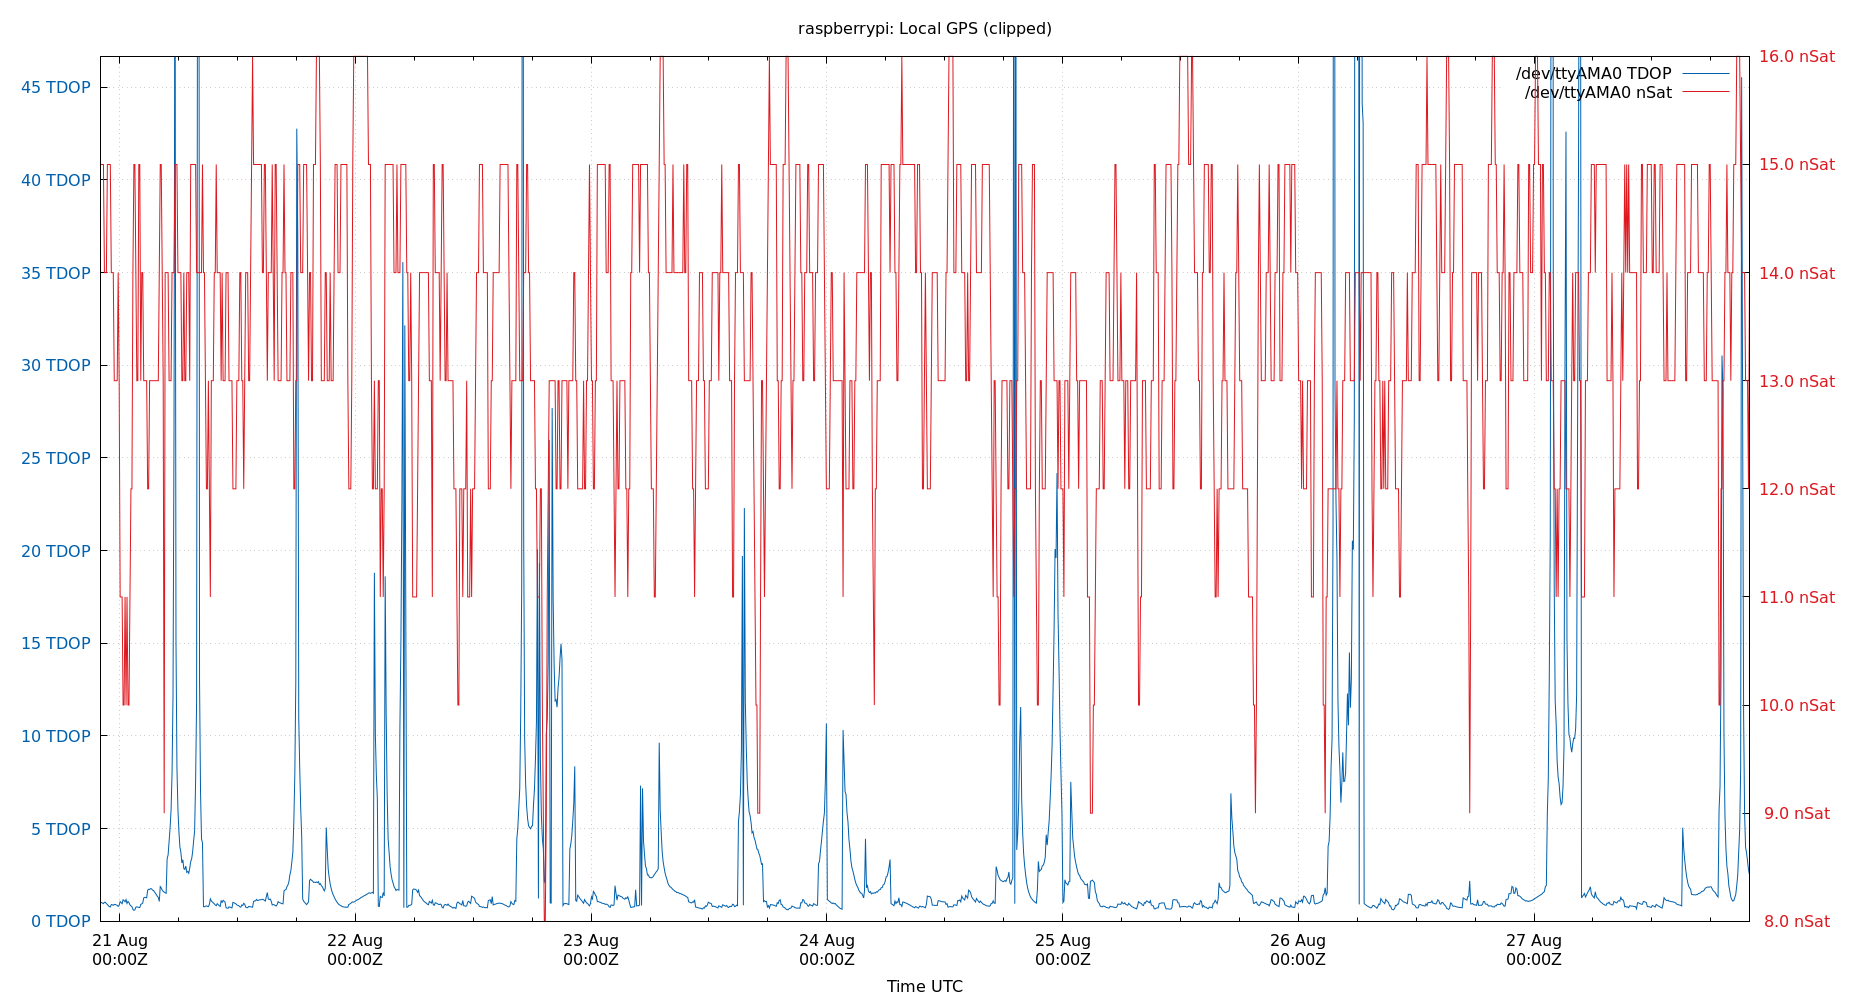 raspberrypi: Local GPS (clipped)
/dev/ttyAMA0 TDOP
/dev/ttyAMA0 nSat
45 TDOP
40 TDOP
35 TDOP
30 TDOP
25 TDOP
20 TDOP
15 TDOP
10 TDOP
5 TDOP
0 TDOP
16.0 nSat
15.0 nSat
14.0 nSat
13.0 nSat
12.0 nSat
11.0 nSat
10.0 nSat
9.0 nSat
8.0 nSat
21 Aug
00:00Z
22 Aug
00:00Z
23 Aug
00:00Z
24 Aug
00:00Z
25 Aug
00:00Z
26 Aug
00:00Z
27 Aug
00:00Z
Time UTC